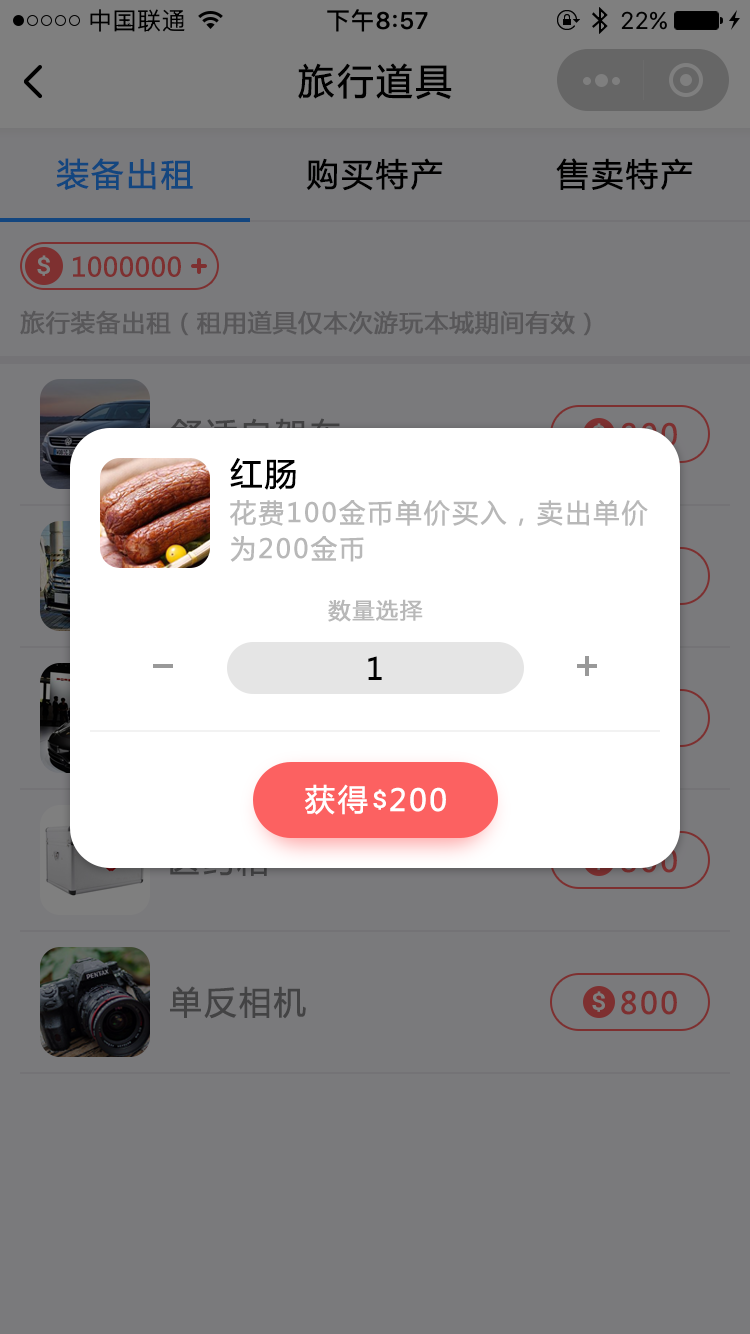 中国联通 下午8:57 22%
旅行道具
装备出租 购买特产 售卖特产
$ 1000000 +
旅行装备出租（租用道具仅本次游玩本城期间有效）
红肠
花费100金币单价买入，卖出单价
为200金币
数量选择
− 1 +
获得$200
单反相机 $ 800